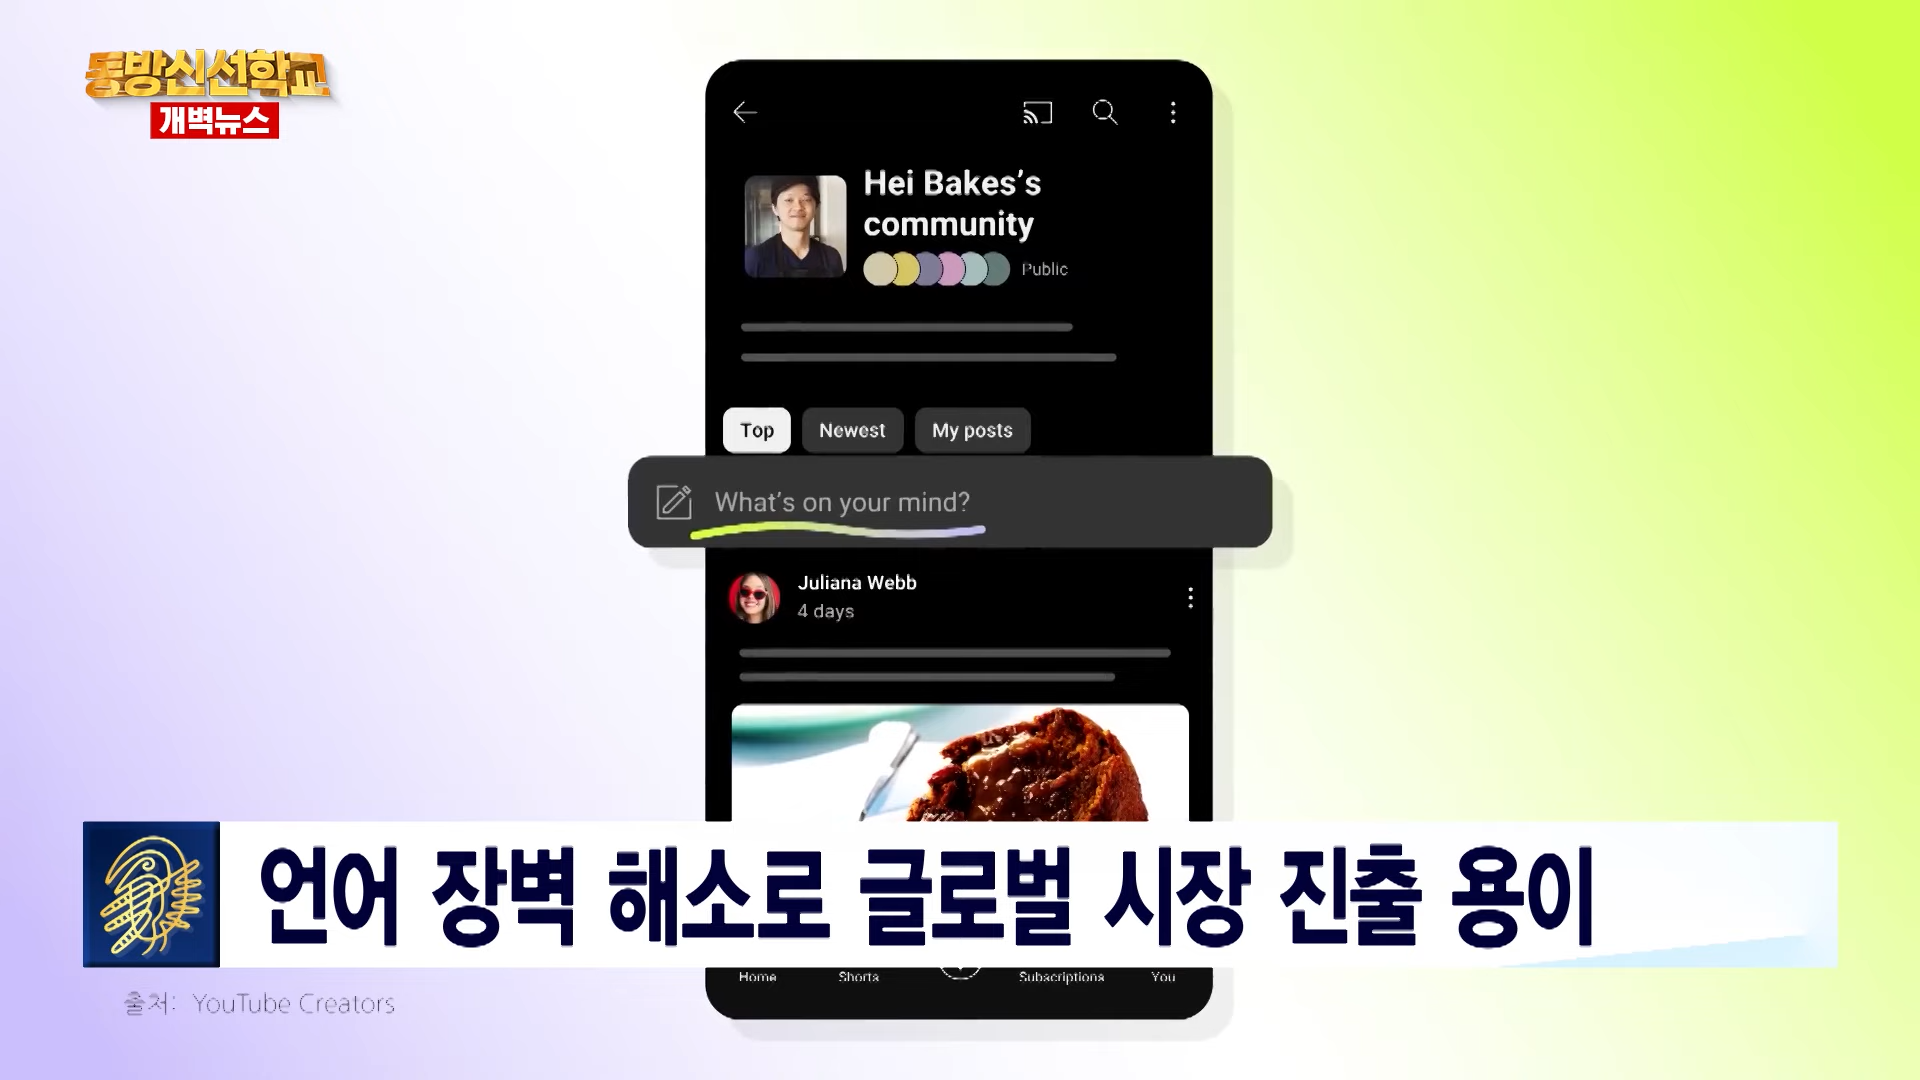 동방신선학교
개벽뉴스
Hei Bakes’s
community
Public
Top
Newest
My posts
What’s on your mind?
Juliana Webb
4 days
언어 장벽 해소로 글로벌 시장 진출 용이
Home
Shorts
Subscriptions
You
출처: YouTube Creators